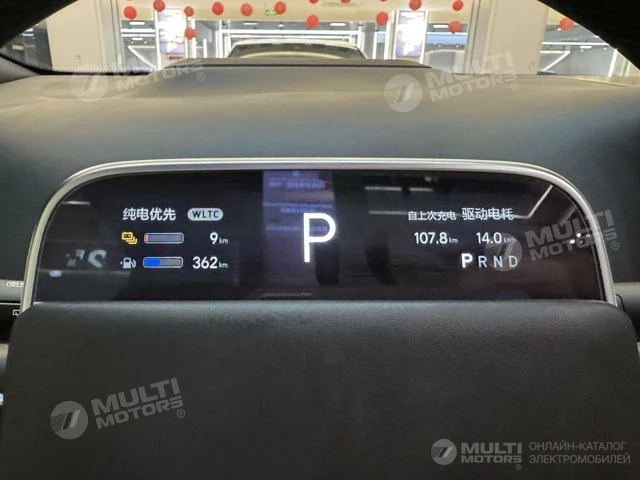 纯电优先 WLTC
9 km
362 km
P
自上次充电 驱动电耗
107.8 km 14.0 kWh
P R N D
MULTI MOTORS®
MULTI MOTORS®
MULTI MOTORS®
MULTI MOTORS®
MULTI MOTORS® ОНЛАЙН-КАТАЛОГ ЭЛЕКТРОМОБИЛЕЙ